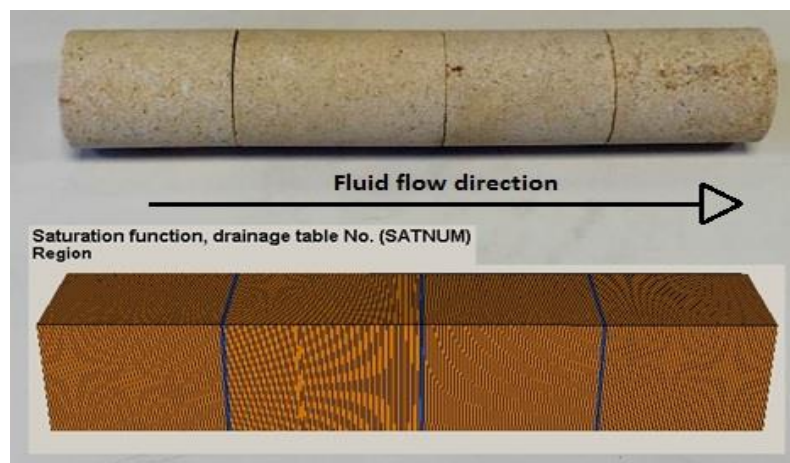 Fluid flow direction
Saturation function, drainage table No. (SATNUM)
Region